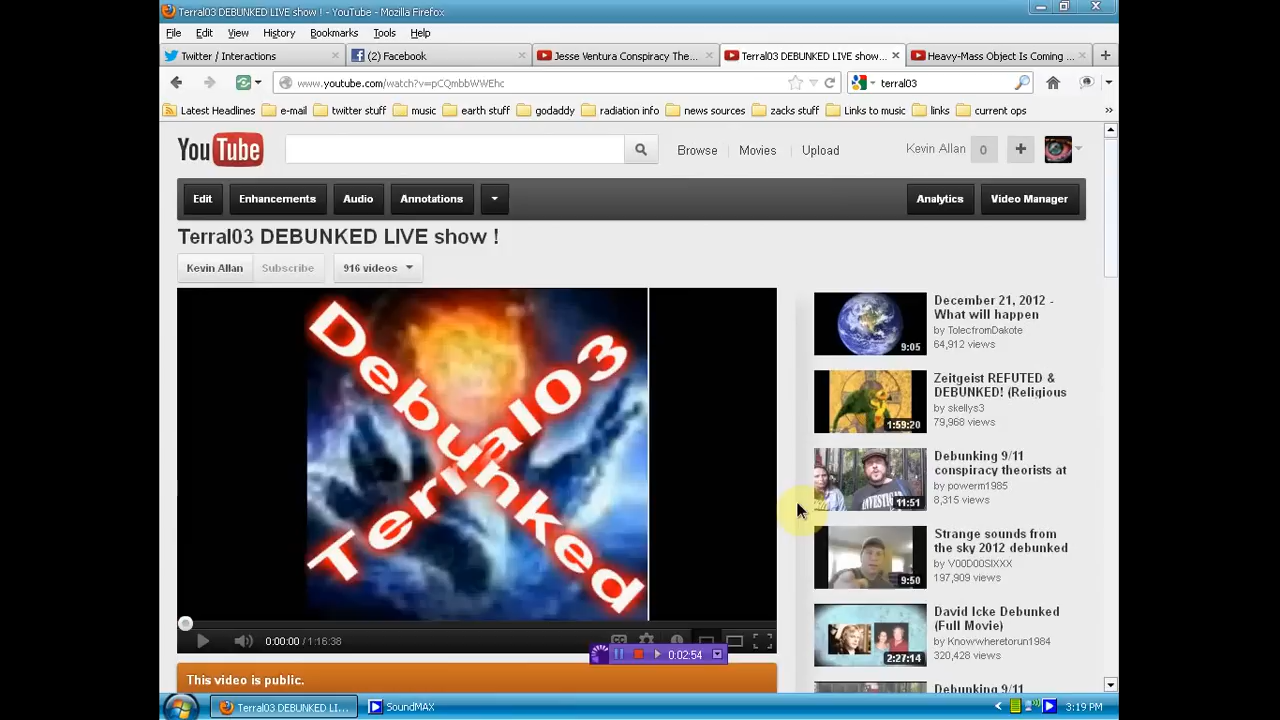 Terral03 DEBUNKED LIVE show ! - YouTube - Mozilla Firefox
File Edit View History Bookmarks Tools Help
Twitter / Interactions
(2) Facebook
Jesse Ventura Conspiracy The...
Terral03 DEBUNKED LIVE show...
Heavy-Mass Object Is Coming ...
www.youtube.com/watch?v=pCQmbbWWEhc
terral03
Latest Headlines e-mail twitter stuff music earth stuff godaddy radiation info news sources zacks stuff Links to music links current ops
YouTube
Browse Movies Upload
Kevin Allan 0 +
Edit Enhancements Audio Annotations
Analytics Video Manager
Terral03 DEBUNKED LIVE show !
Kevin Allan Subscribe 916 videos
Debunked
Terral03
0:00:00 / 1:16:38
0:02:54
This video is public.
December 21, 2012 -
What will happen
by TolecfromDakote
64,912 views
9:05
Zeitgeist REFUTED &
DEBUNKED! (Religious
by skellys3
79,968 views
1:59:20
Debunking 9/11
conspiracy theorists at
by powerm1985
8,315 views
11:51
INVESTIG
Strange sounds from
the sky 2012 debunked
by V00D00SIXXX
197,909 views
9:50
David Icke Debunked
(Full Movie)
by Knowwheretorun1984
320,428 views
2:27:14
Debunking 9/11
Terral03 DEBUNKED LI...
SoundMAX
3:19 PM